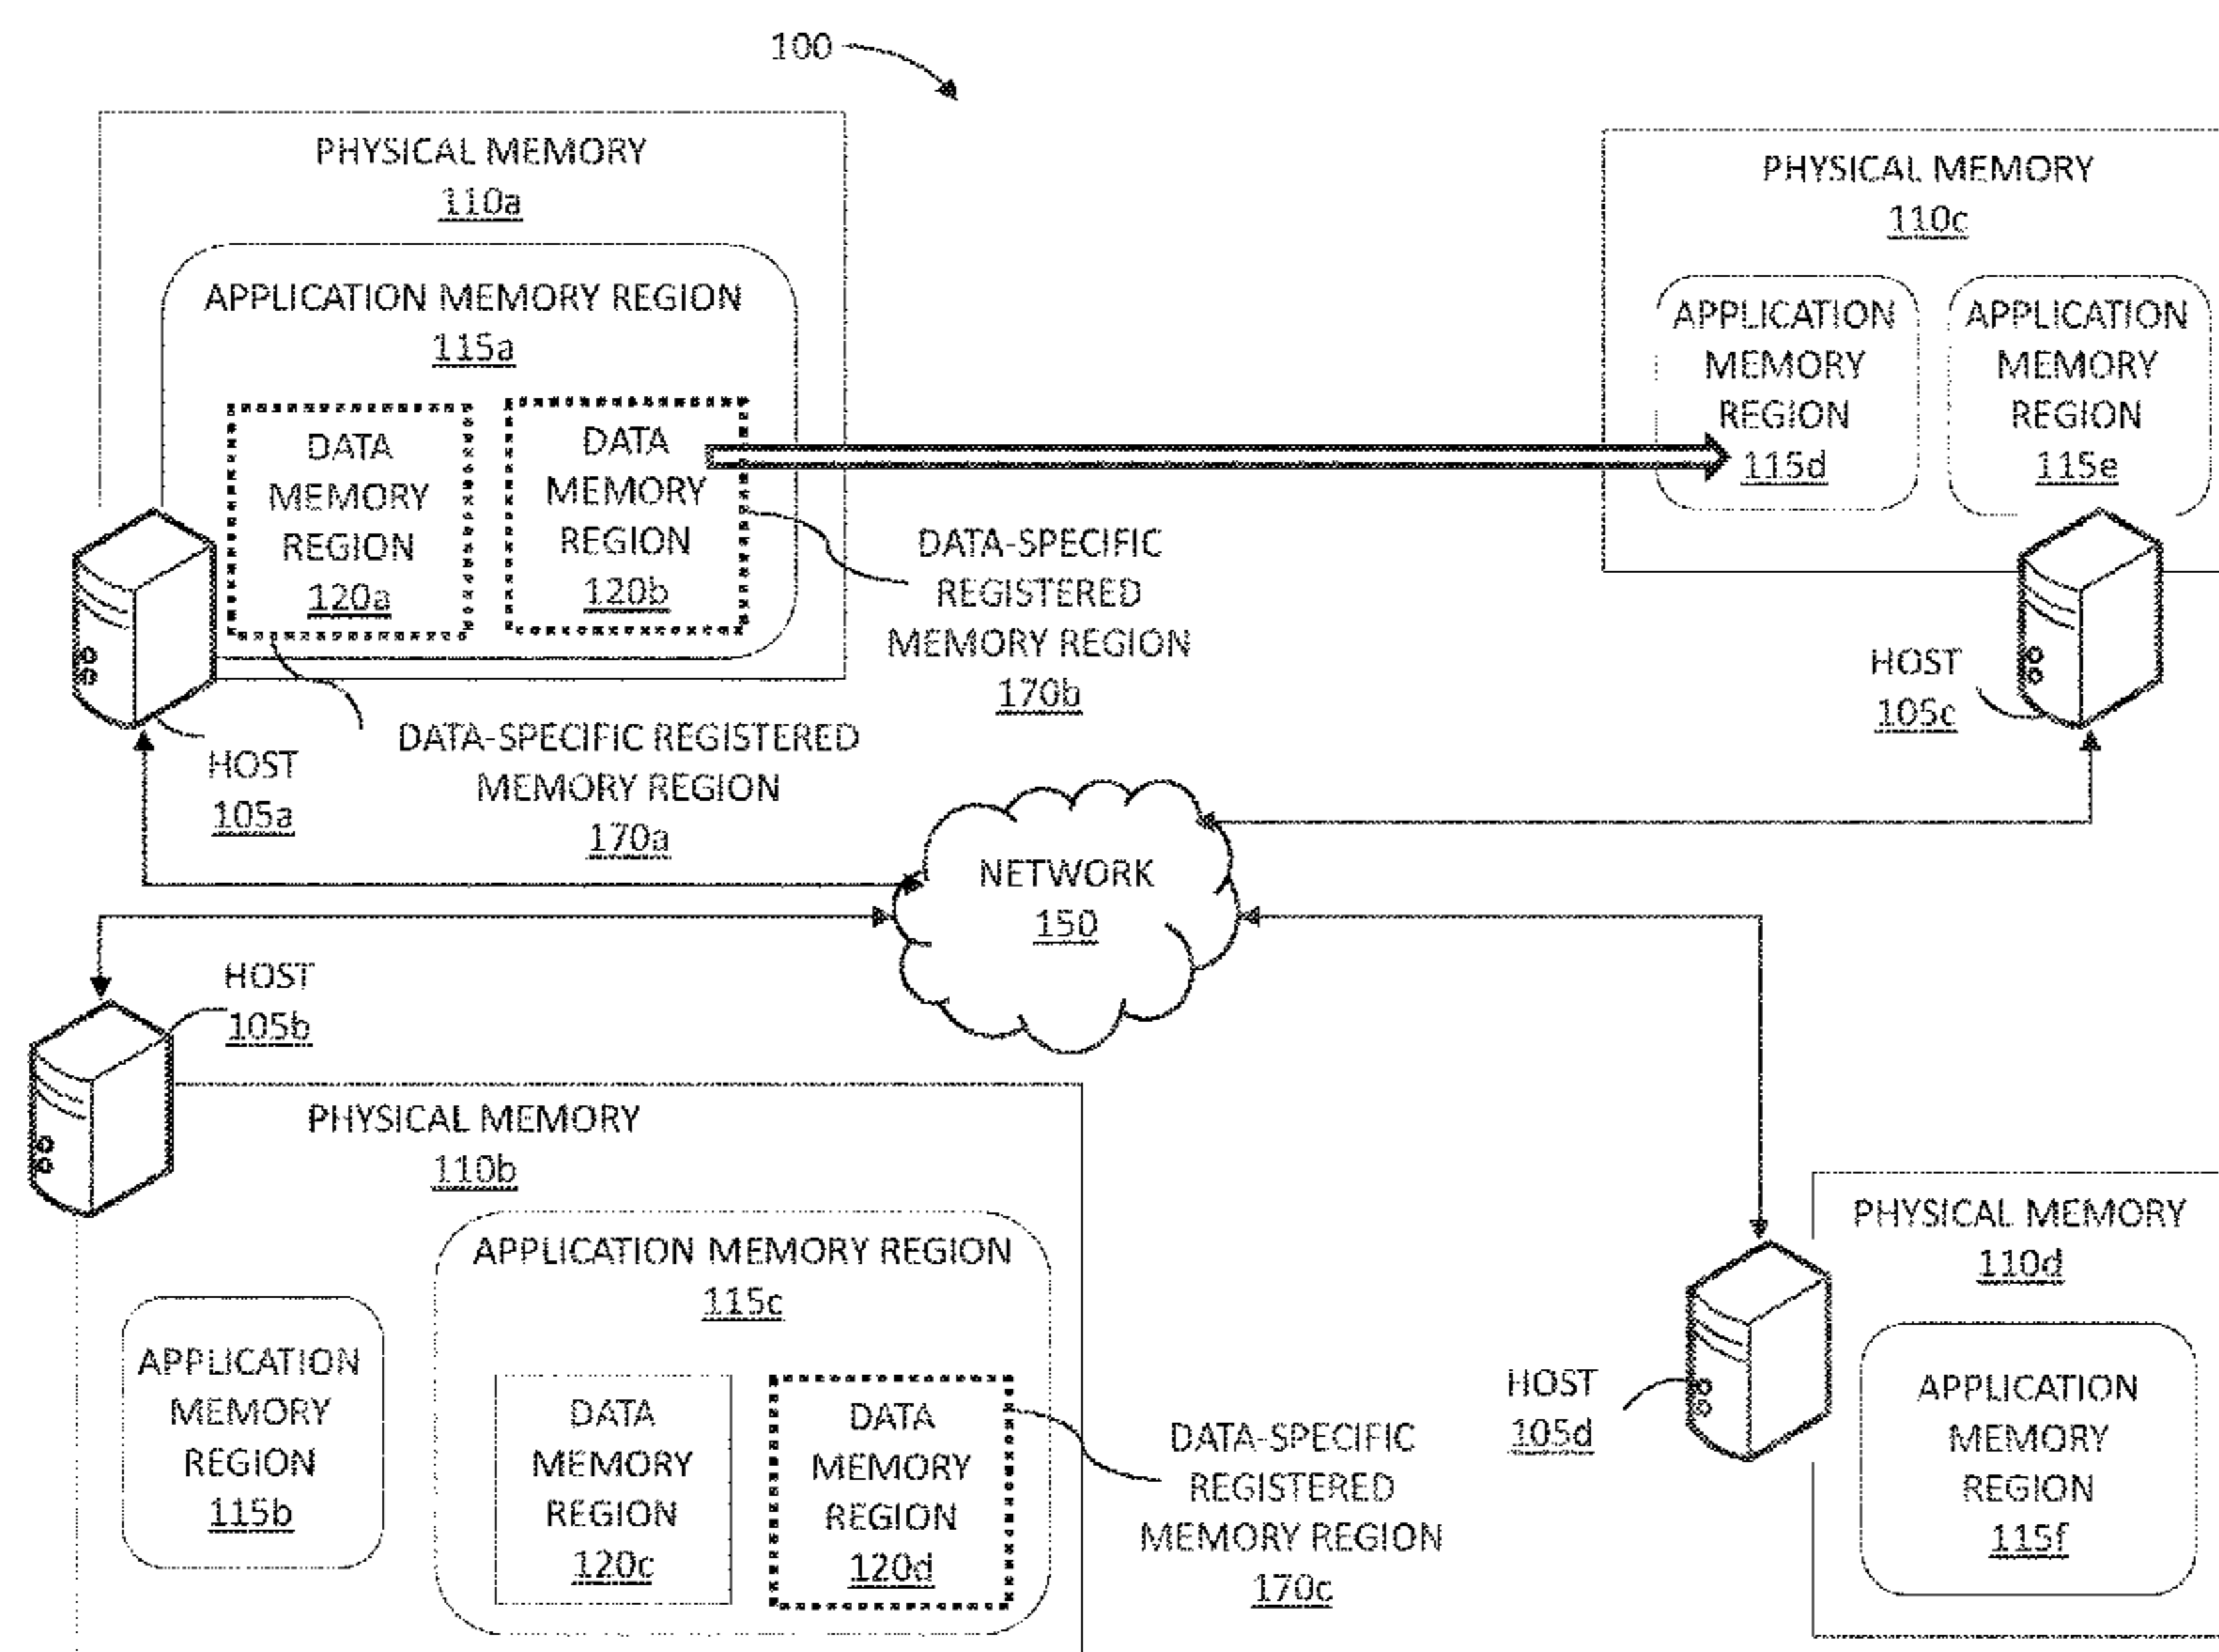 100
PHYSICAL MEMORY
110a
APPLICATION MEMORY REGION
115a
DATA
MEMORY
REGION
120a
DATA
MEMORY
REGION
120b
DATA-SPECIFIC
REGISTERED
MEMORY REGION
170b
HOST
105a
DATA-SPECIFIC REGISTERED
MEMORY REGION
170a
PHYSICAL MEMORY
110c
APPLICATION
MEMORY
REGION
115d
APPLICATION
MEMORY
REGION
115e
HOST
105c
NETWORK
150
HOST
105b
PHYSICAL MEMORY
110b
APPLICATION
MEMORY
REGION
115b
APPLICATION MEMORY REGION
115c
DATA
MEMORY
REGION
120c
DATA
MEMORY
REGION
120d
DATA-SPECIFIC
REGISTERED
MEMORY REGION
170c
HOST
105d
PHYSICAL MEMORY
110d
APPLICATION
MEMORY
REGION
115f